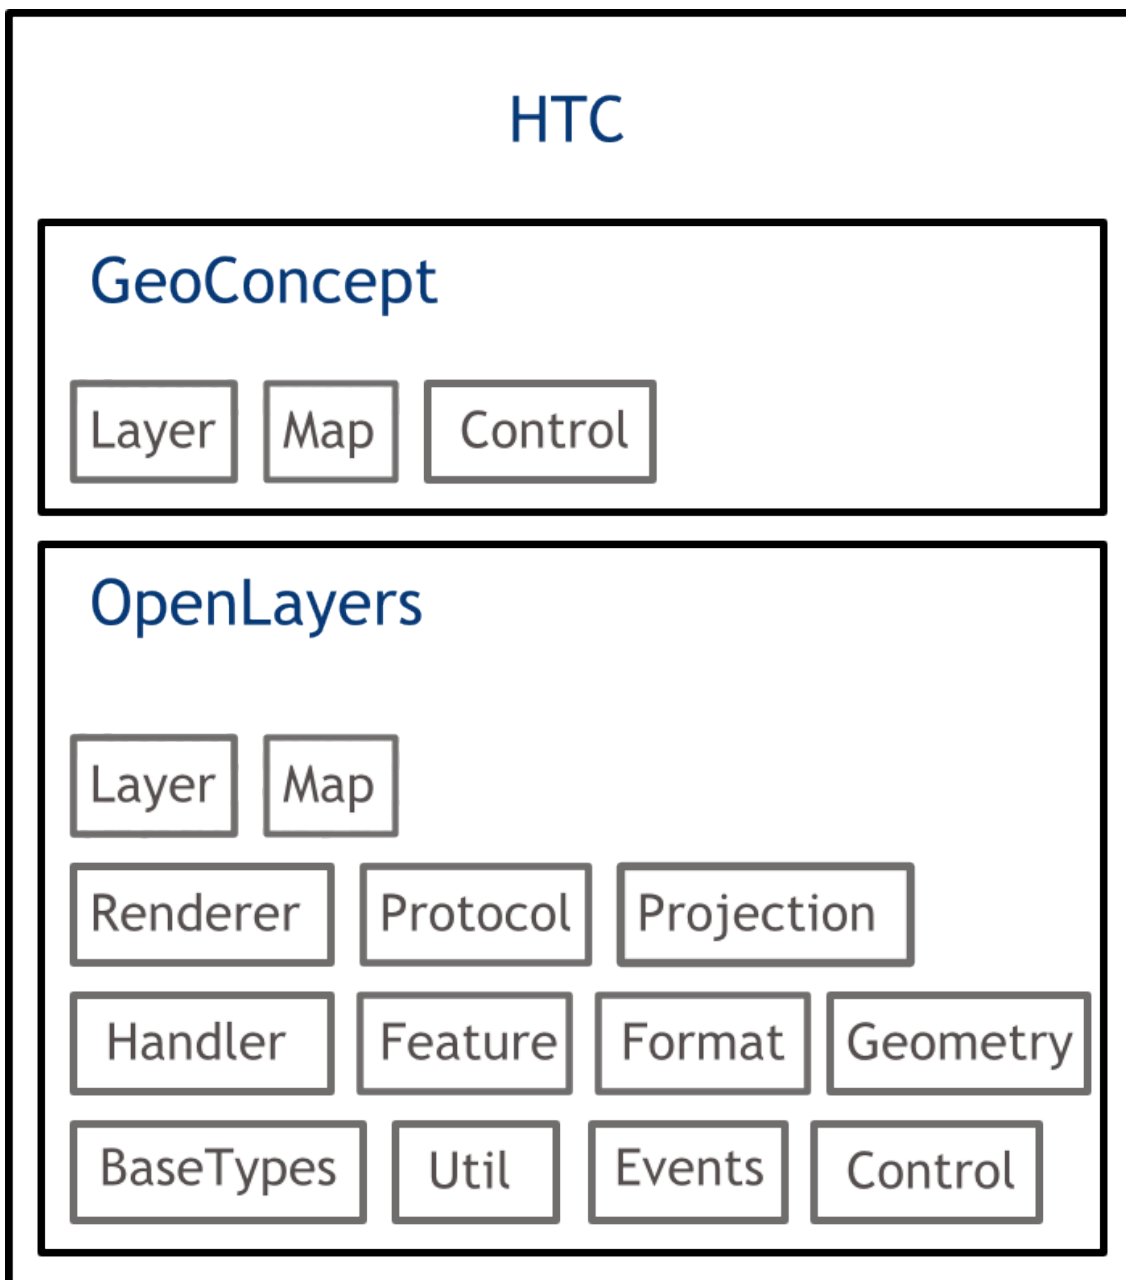 HTC
GeoConcept
Layer Map Control
OpenLayers
Layer Map
Renderer Protocol Projection
Handler Feature Format Geometry
BaseTypes Util Events Control